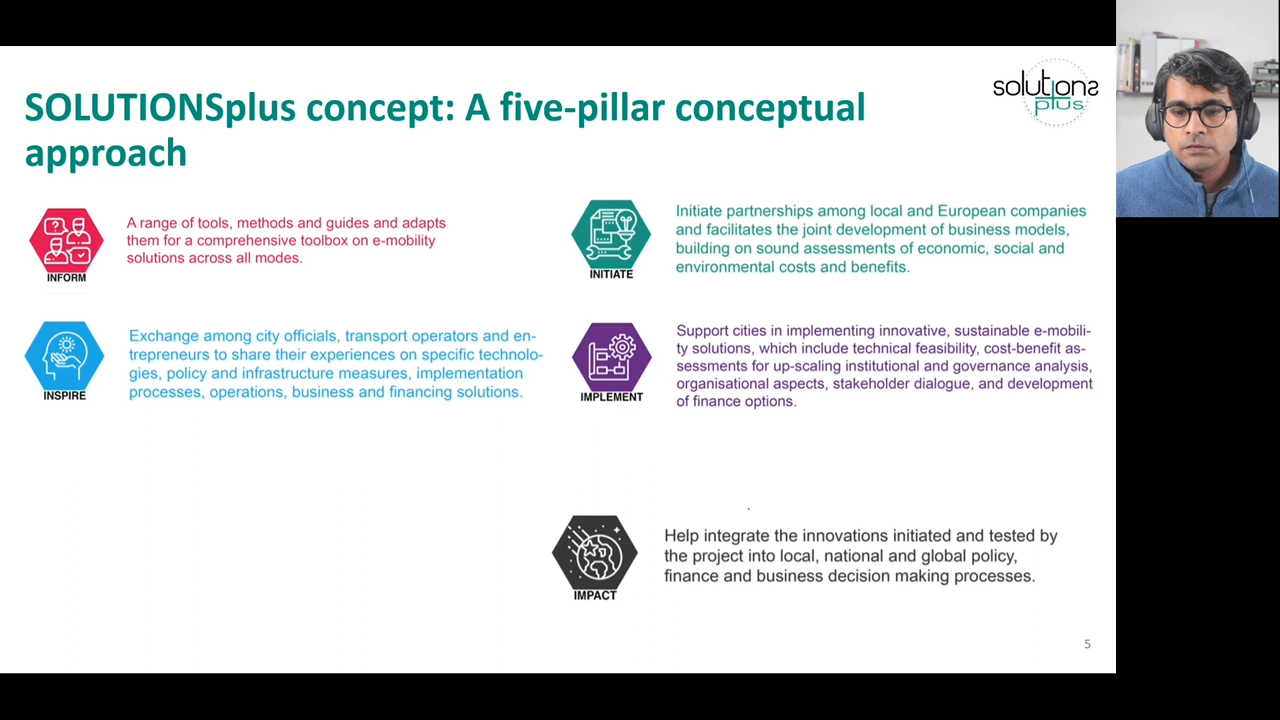 SOLUTIONSplus concept: A five-pillar conceptual
approach
solutions
plus
A range of tools, methods and guides and adapts
them for a comprehensive toolbox on e-mobility
solutions across all modes.
INFORM
Initiate partnerships among local and European companies
and facilitates the joint development of business models,
building on sound assessments of economic, social and
environmental costs and benefits.
INITIATE
Exchange among city officials, transport operators and en-
trepreneurs to share their experiences on specific technolo-
gies, policy and infrastructure measures, implementation
processes, operations, business and financing solutions.
INSPIRE
Support cities in implementing innovative, sustainable e-mobili-
ty solutions, which include technical feasibility, cost-benefit as-
sessments for up-scaling institutional and governance analysis,
organisational aspects, stakeholder dialogue, and development
of finance options.
IMPLEMENT
Help integrate the innovations initiated and tested by
the project into local, national and global policy,
finance and business decision making processes.
IMPACT
5